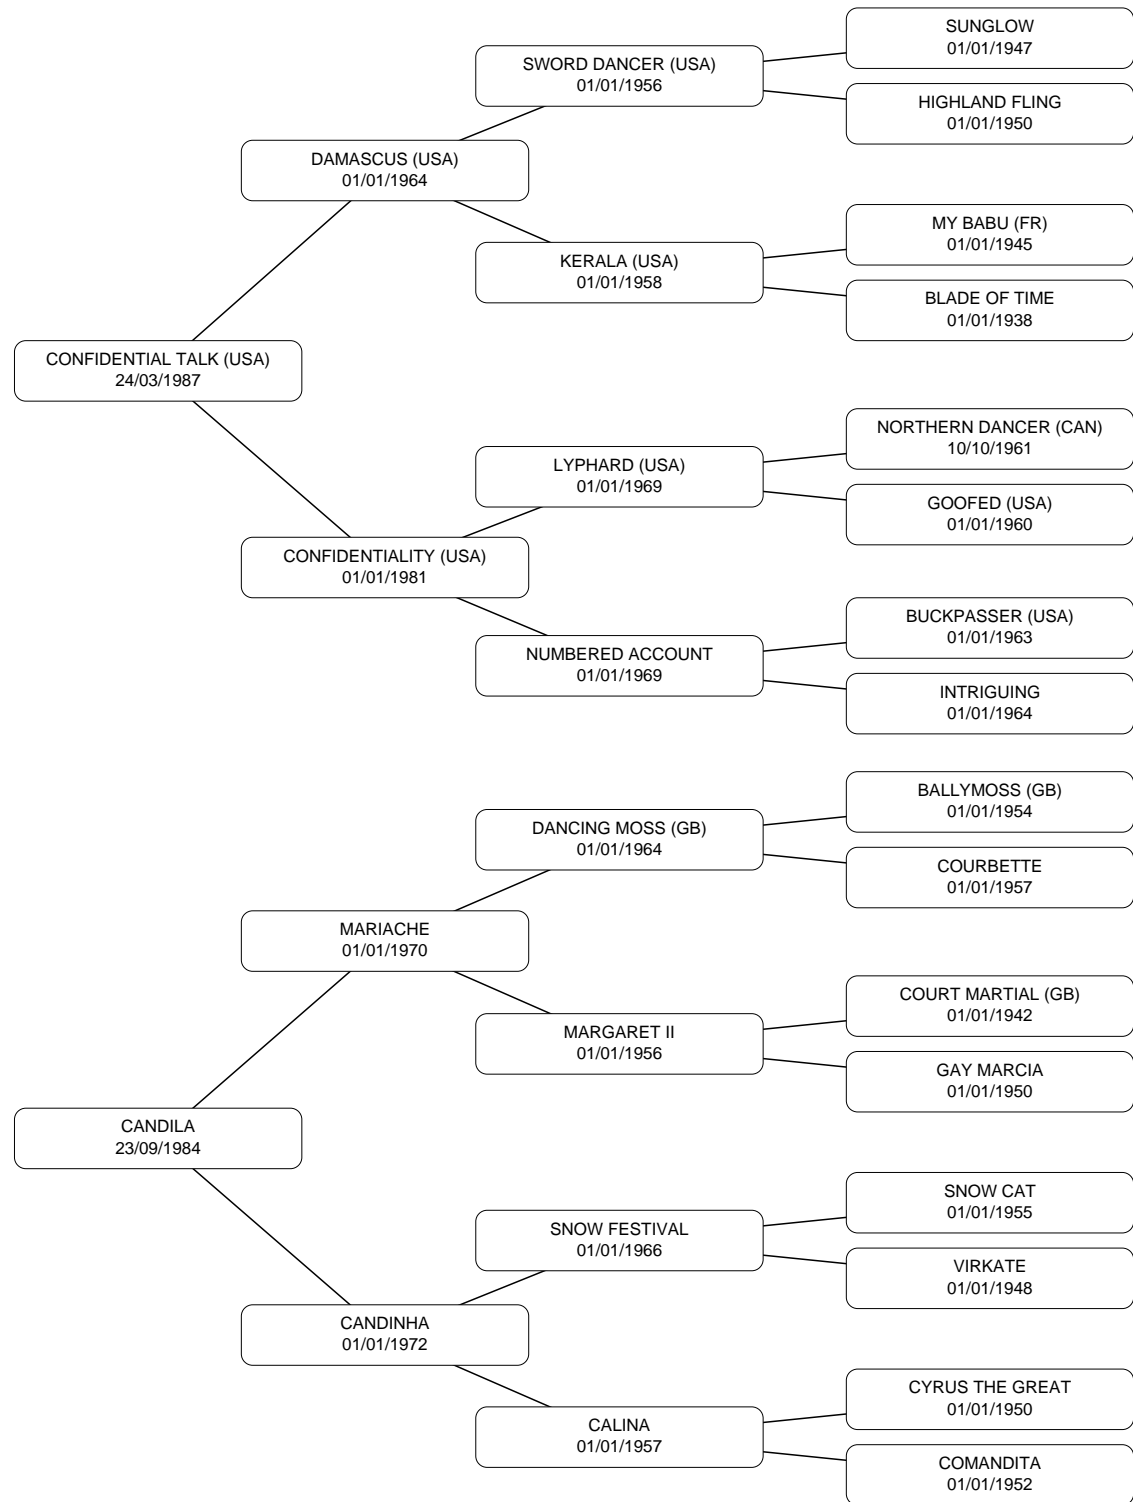 SUNGLOW
01/01/1947
SWORD DANCER (USA)
01/01/1956
HIGHLAND FLING
01/01/1950
DAMASCUS (USA)
01/01/1964
MY BABU (FR)
01/01/1945
KERALA (USA)
01/01/1958
BLADE OF TIME
01/01/1938
CONFIDENTIAL TALK (USA)
24/03/1987
NORTHERN DANCER (CAN)
10/10/1961
LYPHARD (USA)
01/01/1969
GOOFED (USA)
01/01/1960
CONFIDENTIALITY (USA)
01/01/1981
BUCKPASSER (USA)
01/01/1963
NUMBERED ACCOUNT
01/01/1969
INTRIGUING
01/01/1964
BALLYMOSS (GB)
01/01/1954
DANCING MOSS (GB)
01/01/1964
COURBETTE
01/01/1957
MARIACHE
01/01/1970
COURT MARTIAL (GB)
01/01/1942
MARGARET II
01/01/1956
GAY MARCIA
01/01/1950
CANDILA
23/09/1984
SNOW CAT
01/01/1955
SNOW FESTIVAL
01/01/1966
VIRKATE
01/01/1948
CANDINHA
01/01/1972
CYRUS THE GREAT
01/01/1950
CALINA
01/01/1957
COMANDITA
01/01/1952